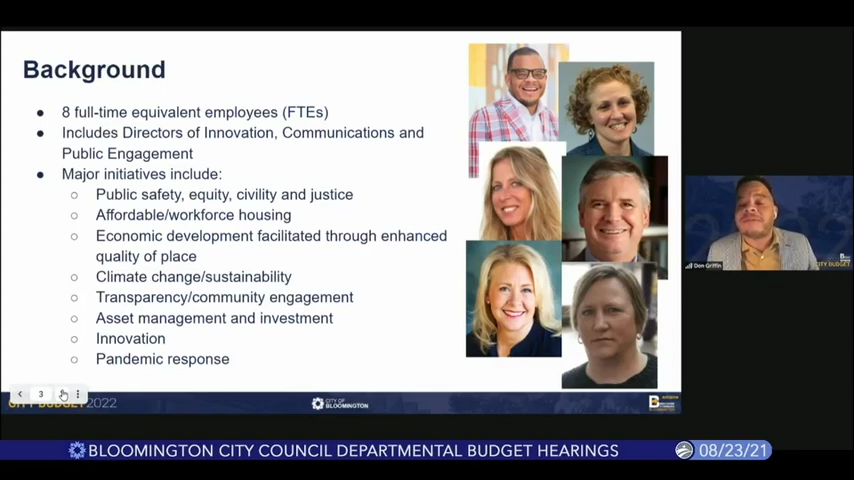 Background
● 8 full-time equivalent employees (FTEs)
● Includes Directors of Innovation, Communications and
Public Engagement
● Major initiatives include:
○ Public safety, equity, civility and justice
○ Affordable/workforce housing
○ Economic development facilitated through enhanced
quality of place
○ Climate change/sustainability
○ Transparency/community engagement
○ Asset management and investment
○ Innovation
○ Pandemic response
3
CITY BUDGET 2022
CITY OF
BLOOMINGTON
Don Griffin
CITY BUDGET
BLOOMINGTON CITY COUNCIL DEPARTMENTAL BUDGET HEARINGS
08/23/21